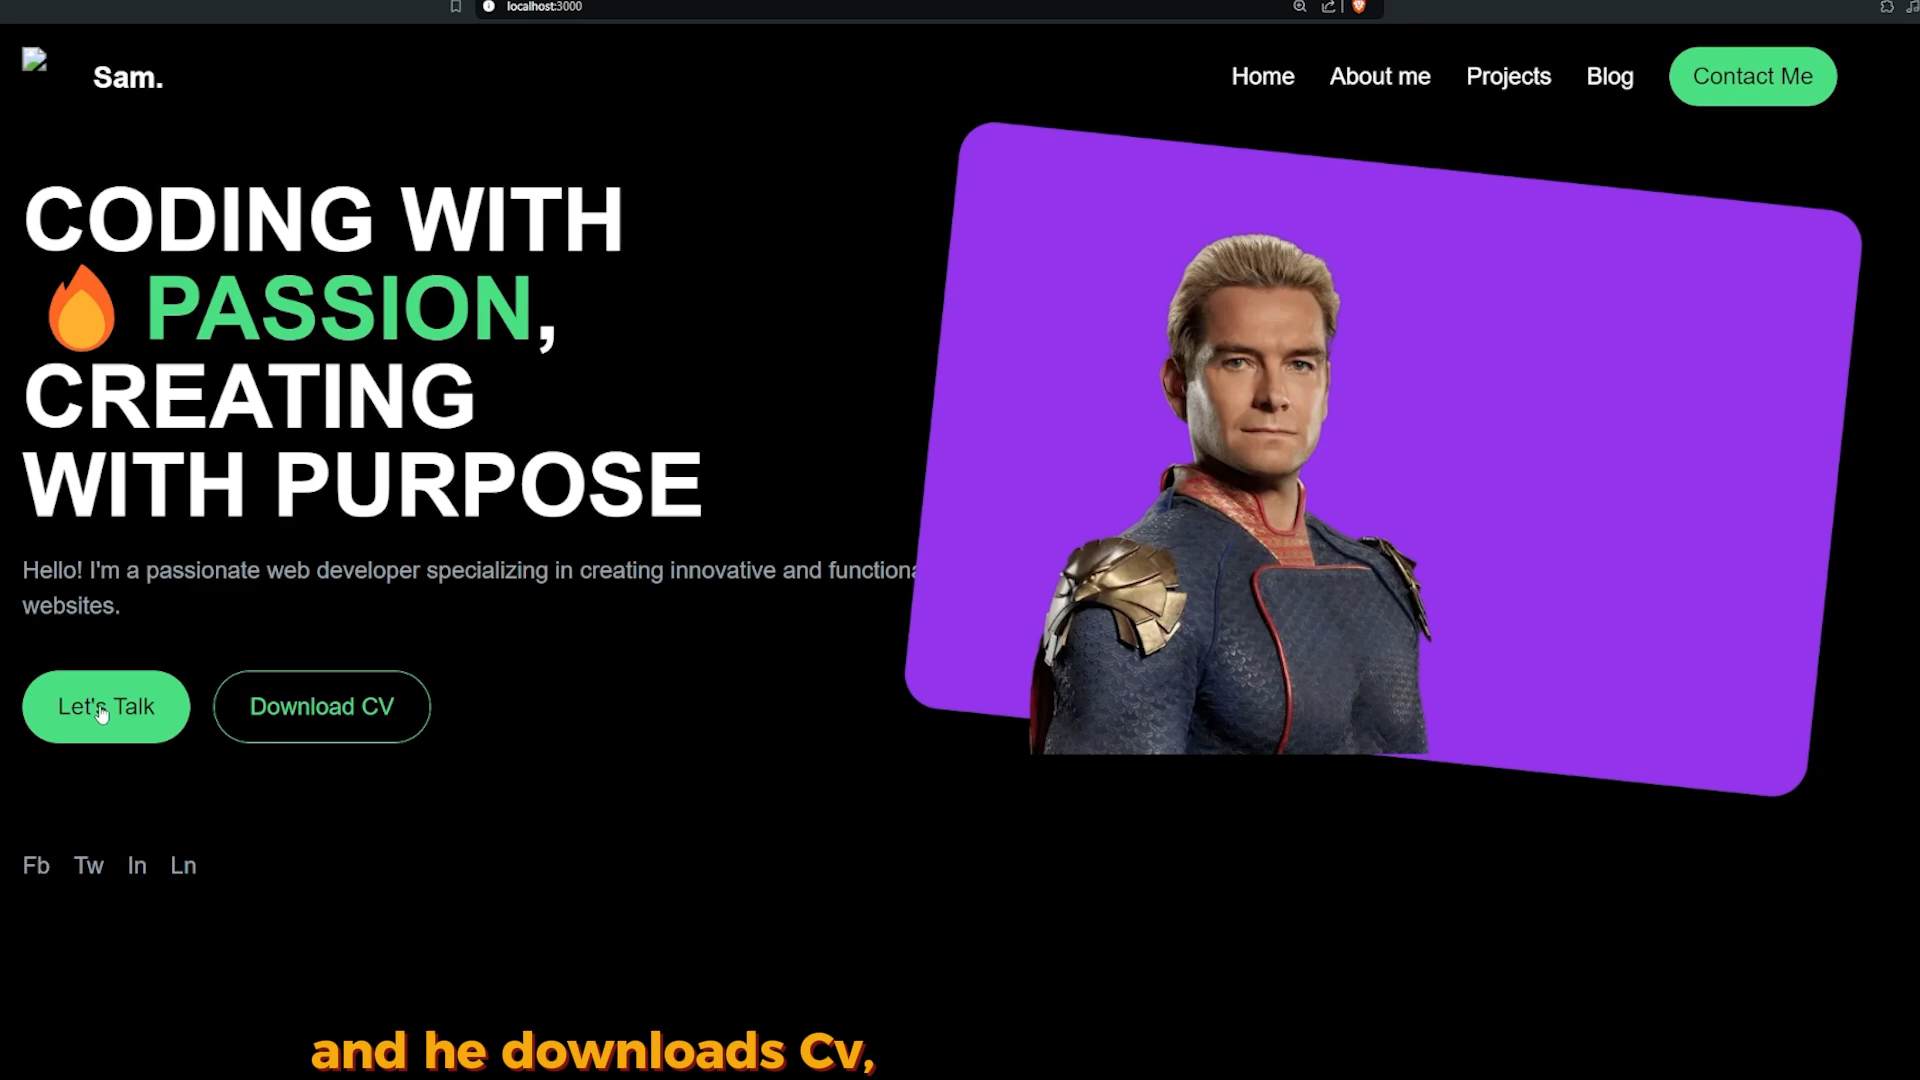 localhost:3000
Sam.
Home About me Projects Blog Contact Me
CODING WITH
PASSION,
CREATING
WITH PURPOSE
Hello! I'm a passionate web developer specializing in creating innovative and functiona
websites.
Let's Talk Download CV
Fb Tw In Ln
and he downloads Cv,